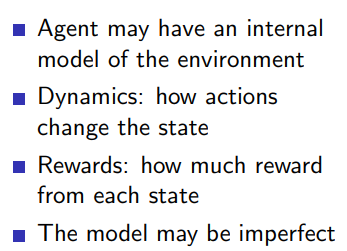 Agent may have an internal
model of the environment
Dynamics: how actions
change the state
Rewards: how much reward
from each state
The model may be imperfect